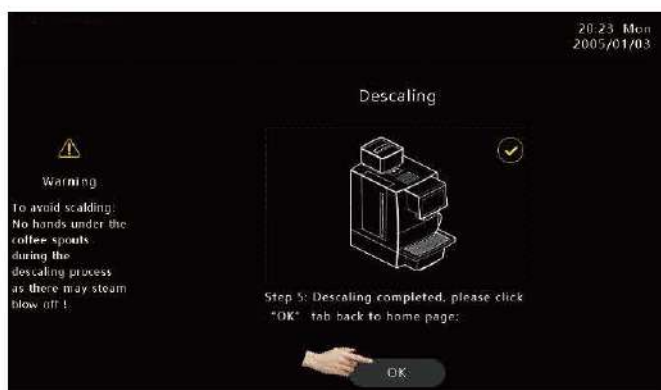 20:23 Mon
2005/01/03
Descaling
Warning
To avoid scalding:
No hands under the
coffee spouts
during the
descaling process
as there may steam
blow off !
Step 5: Descaling completed, please click
"OK" tab back to home page:
OK